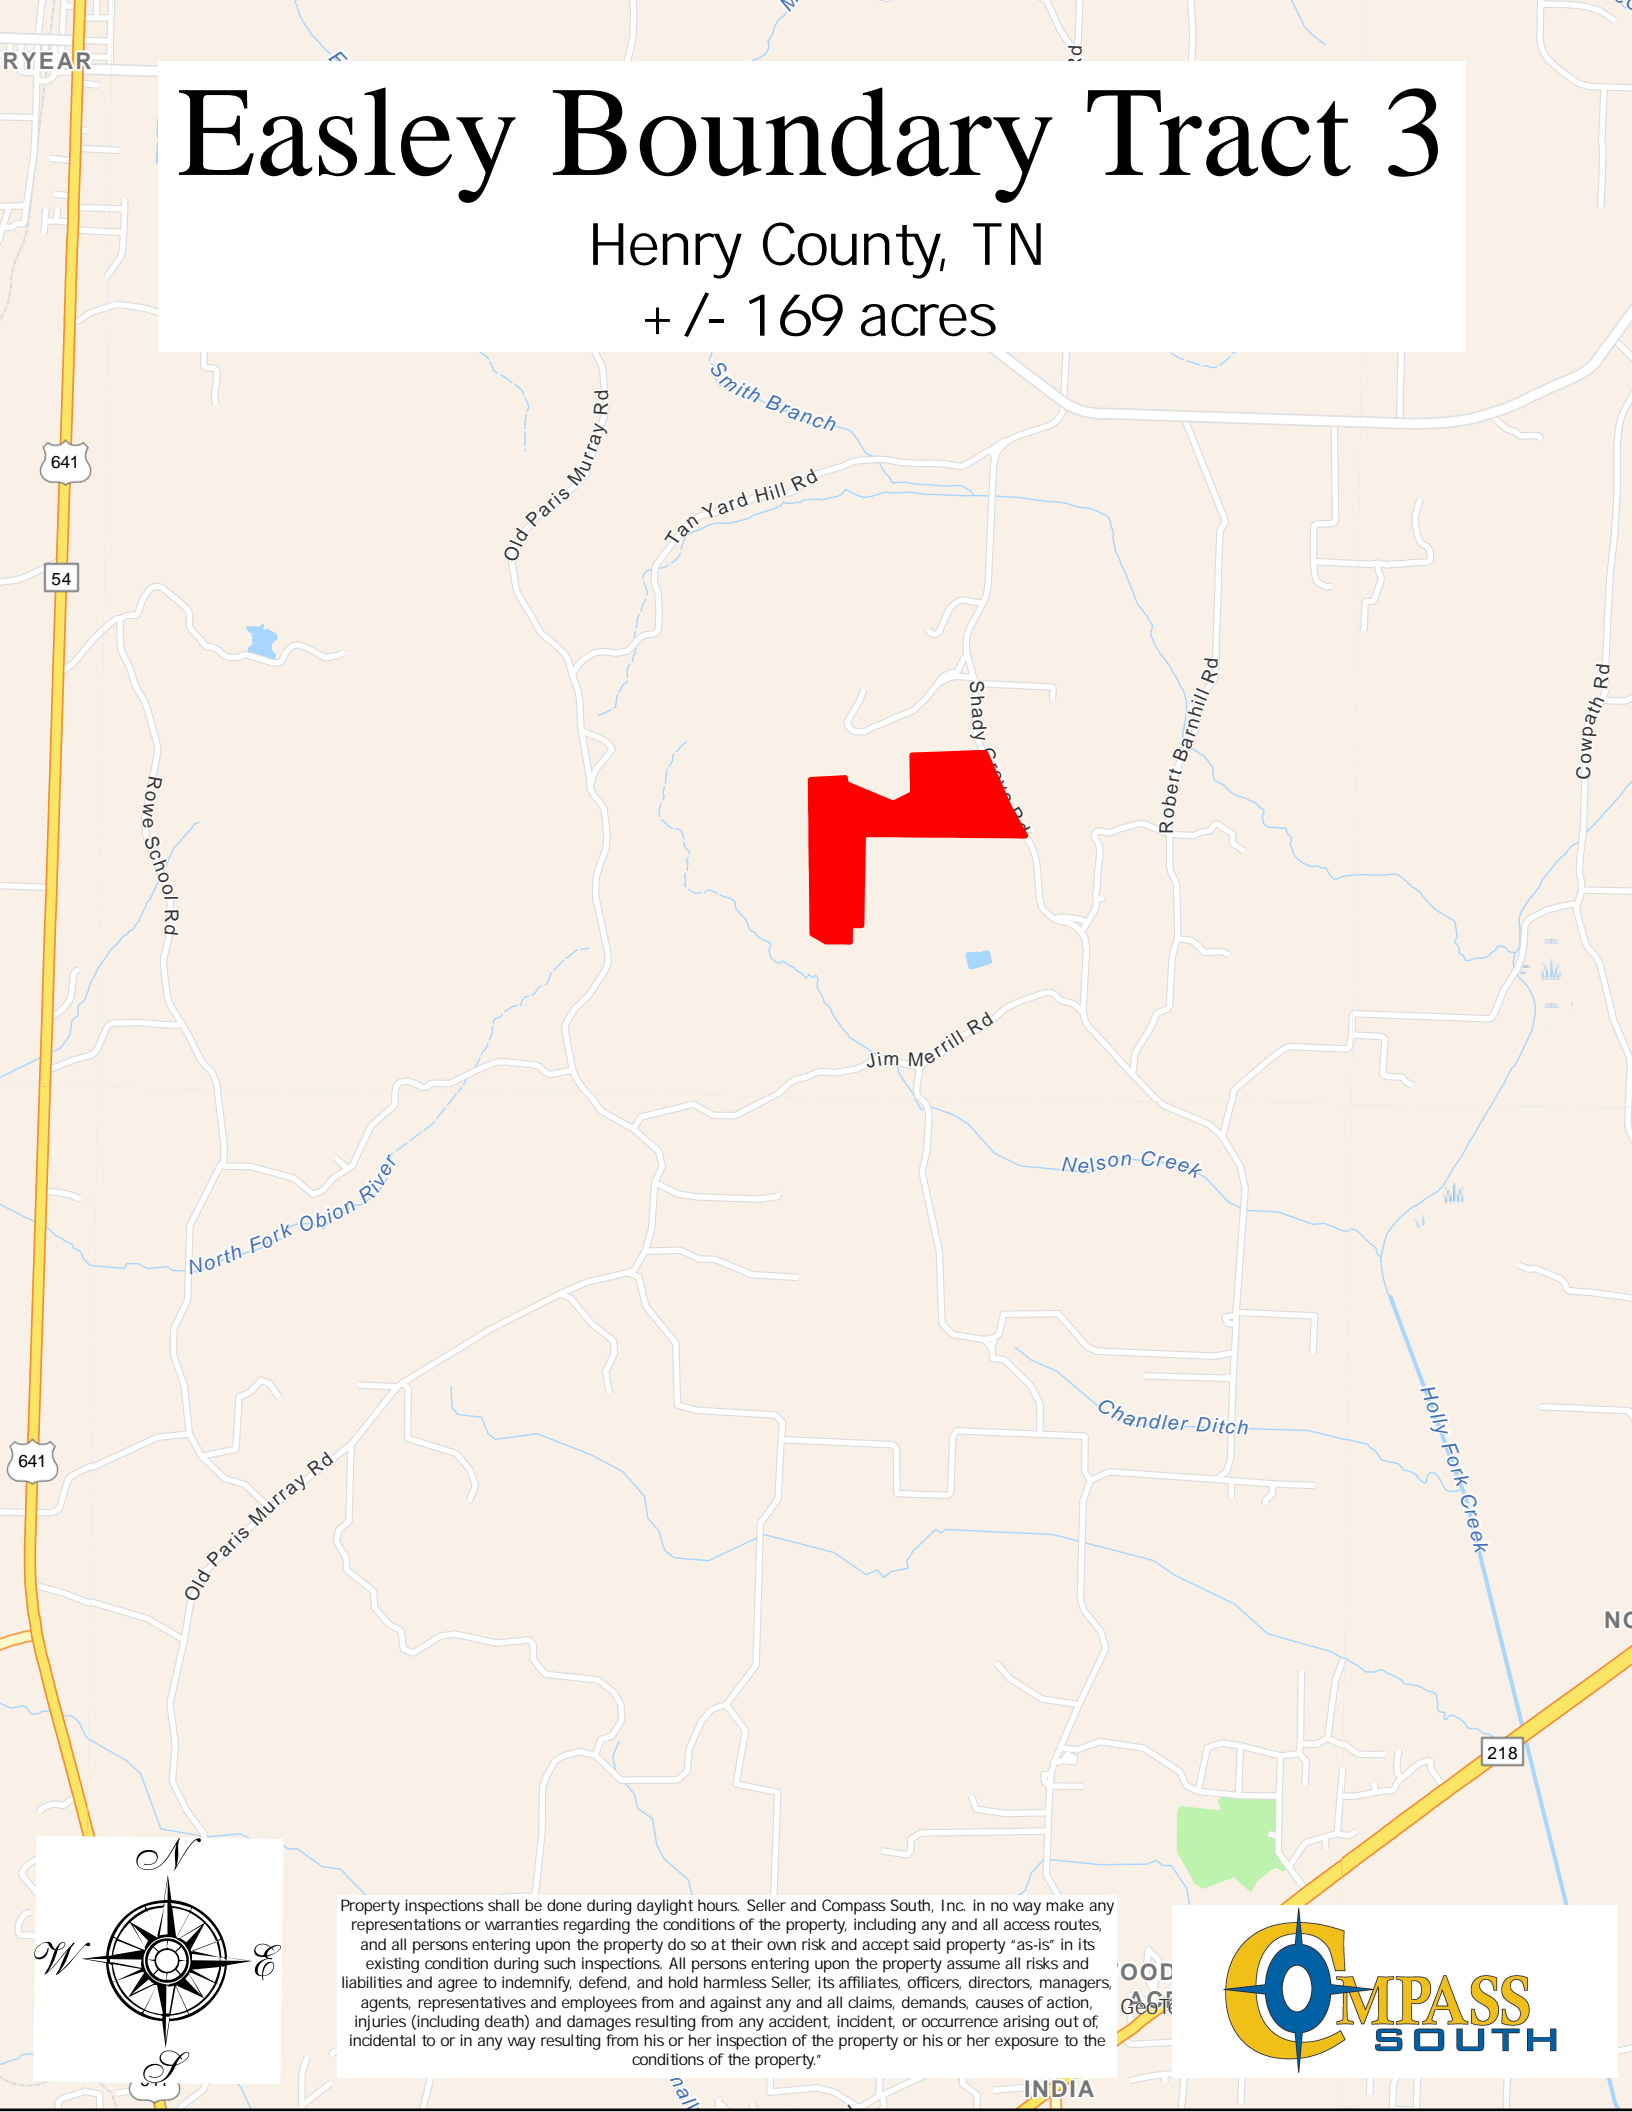 RYEAR
Rd
Easley Boundary Tract 3
Henry County, TN
+/- 169 acres
Smith Branch
Old Paris Murray Rd
641
Tan Yard Hill Rd
54
Shady Grove Rd
Robert Barnhill Rd
Cowpath Rd
Rowe School Rd
Jim Merrill Rd
Nelson Creek
North Fork Obion River
Chandler Ditch
Holly Fork Creek
641
Old Paris Murray Rd
218
N
W
E
S
Property inspections shall be done during daylight hours. Seller and Compass South, Inc. in no way make any
representations or warranties regarding the conditions of the property, including any and all access routes,
and all persons entering upon the property do so at their own risk and accept said property “as-is” in its
existing condition during such inspections. All persons entering upon the property assume all risks and
liabilities and agree to indemnify, defend, and hold harmless Seller, its affiliates, officers, directors, managers,
agents, representatives and employees from and against any and all claims, demands, causes of action,
injuries (including death) and damages resulting from any accident, incident, or occurrence arising out of,
incidental to or in any way resulting from his or her inspection of the property or his or her exposure to the
conditions of the property.”
COMPASS
SOUTH
INDIA